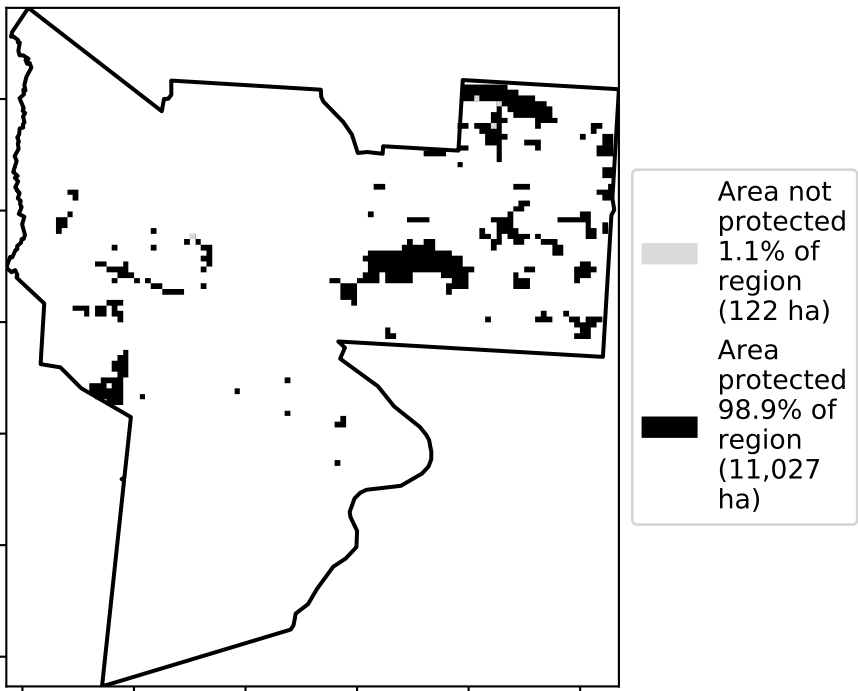 Area not
protected
1.1% of
region
(122 ha)
Area
protected
98.9% of
region
(11,027
ha)